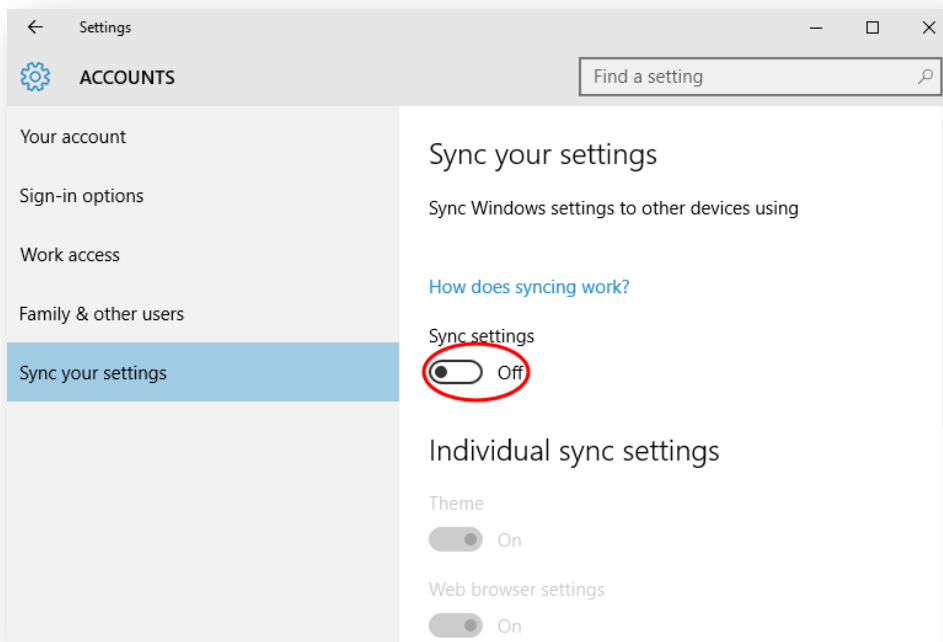 Settings
ACCOUNTS
Find a setting
Your account
Sign-in options
Work access
Family & other users
Sync your settings
Sync your settings
Sync Windows settings to other devices using
How does syncing work?
Sync settings
Off
Individual sync settings
Theme
On
Web browser settings
On